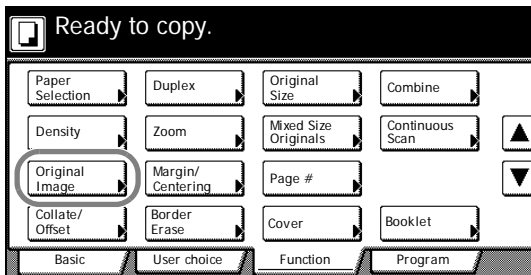 Ready to copy.
Paper
Selection
Duplex
Original
Size
Combine
Density
Zoom
Mixed Size
Originals
Continuous
Scan
Original
Image
Margin/
Centering
Page #
Collate/
Offset
Border
Erase
Cover
Booklet
Basic
User choice
Function
Program